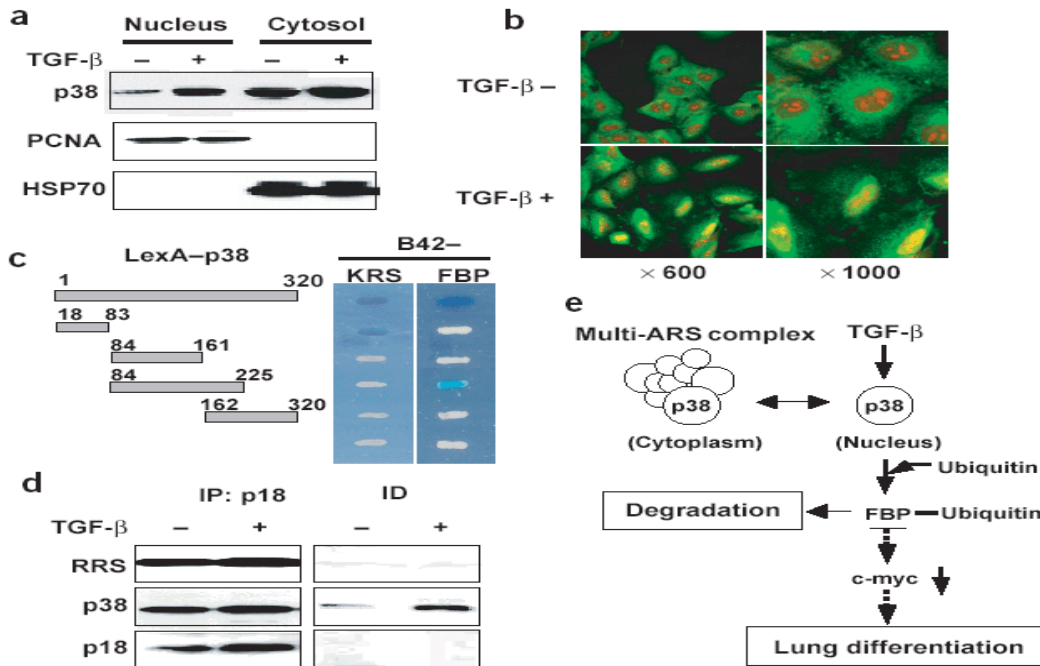 a
Nucleus Cytosol
TGF-β – + – +
p38
PCNA
HSP70
b
TGF-β –
TGF-β +
× 600 × 1000
c
LexA–p38
B42–
KRS FBP
1 320
18 83
84 161
84 225
162 320
d
IP: p18 ID
TGF-β – + – +
RRS
p38
p18
e
Multi-ARS complex
TGF-β
p38
p38
(Cytoplasm)
(Nucleus)
Ubiquitin
Degradation
FBP
Ubiquitin
c-myc
Lung differentiation